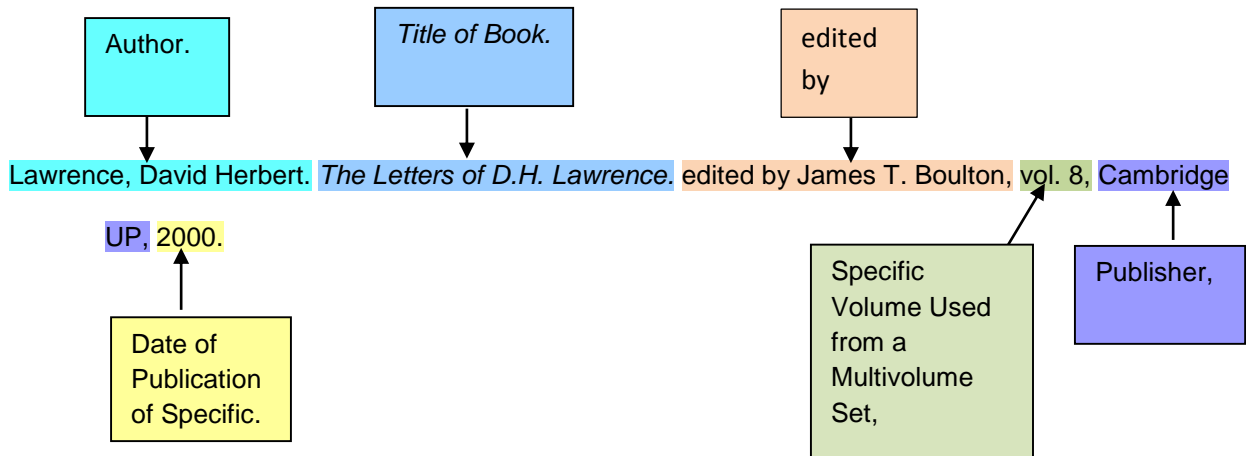 Author.
Title of Book.
edited
by
Lawrence, David Herbert. The Letters of D.H. Lawrence. edited by James T. Boulton, vol. 8, Cambridge
UP, 2000.
Date of
Publication
of Specific.
Specific
Volume Used
from a
Multivolume
Set,
Publisher,